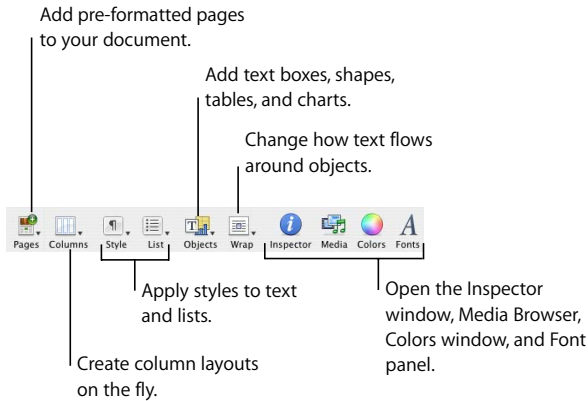 Add pre-formatted pages
to your document.
Add text boxes, shapes,
tables, and charts.
Change how text flows
around objects.
Pages Columns Style List Objects Wrap Inspector Media Colors Fonts
Apply styles to text
and lists.
Open the Inspector
window, Media Browser,
Colors window, and Font
panel.
Create column layouts
on the fly.